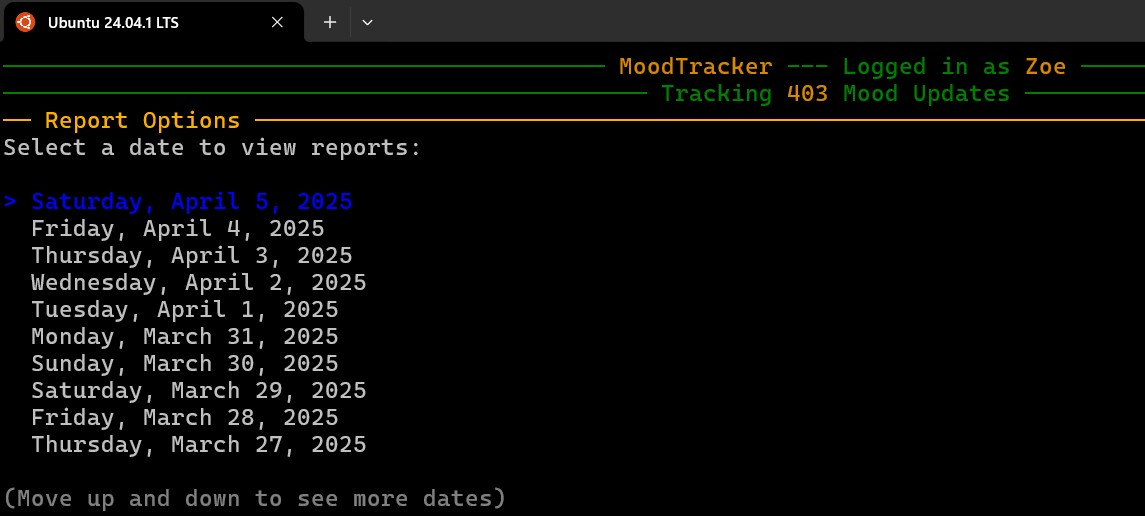 Ubuntu 24.04.1 LTS
MoodTracker --- Logged in as Zoe
Tracking 403 Mood Updates
Report Options
Select a date to view reports:
> Saturday, April 5, 2025
Friday, April 4, 2025
Thursday, April 3, 2025
Wednesday, April 2, 2025
Tuesday, April 1, 2025
Monday, March 31, 2025
Sunday, March 30, 2025
Saturday, March 29, 2025
Friday, March 28, 2025
Thursday, March 27, 2025
(Move up and down to see more dates)